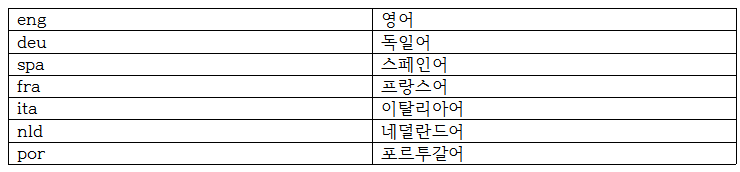 eng 영어
deu 독일어
spa 스페인어
fra 프랑스어
ita 이탈리아어
nld 네덜란드어
por 포르투갈어